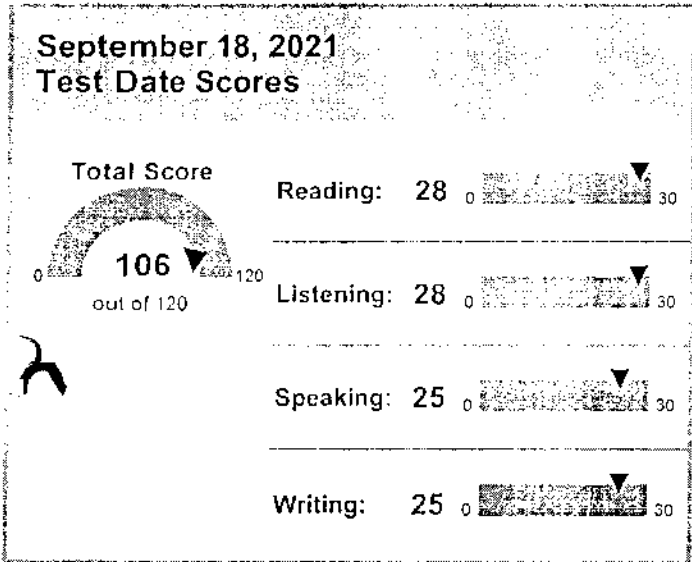 September 18, 2021
Test Date Scores
Total Score
106
0
120
out of 120
Reading: 28 0 30
Listening: 28 0 30
Speaking: 25 0 30
Writing: 25 0 30